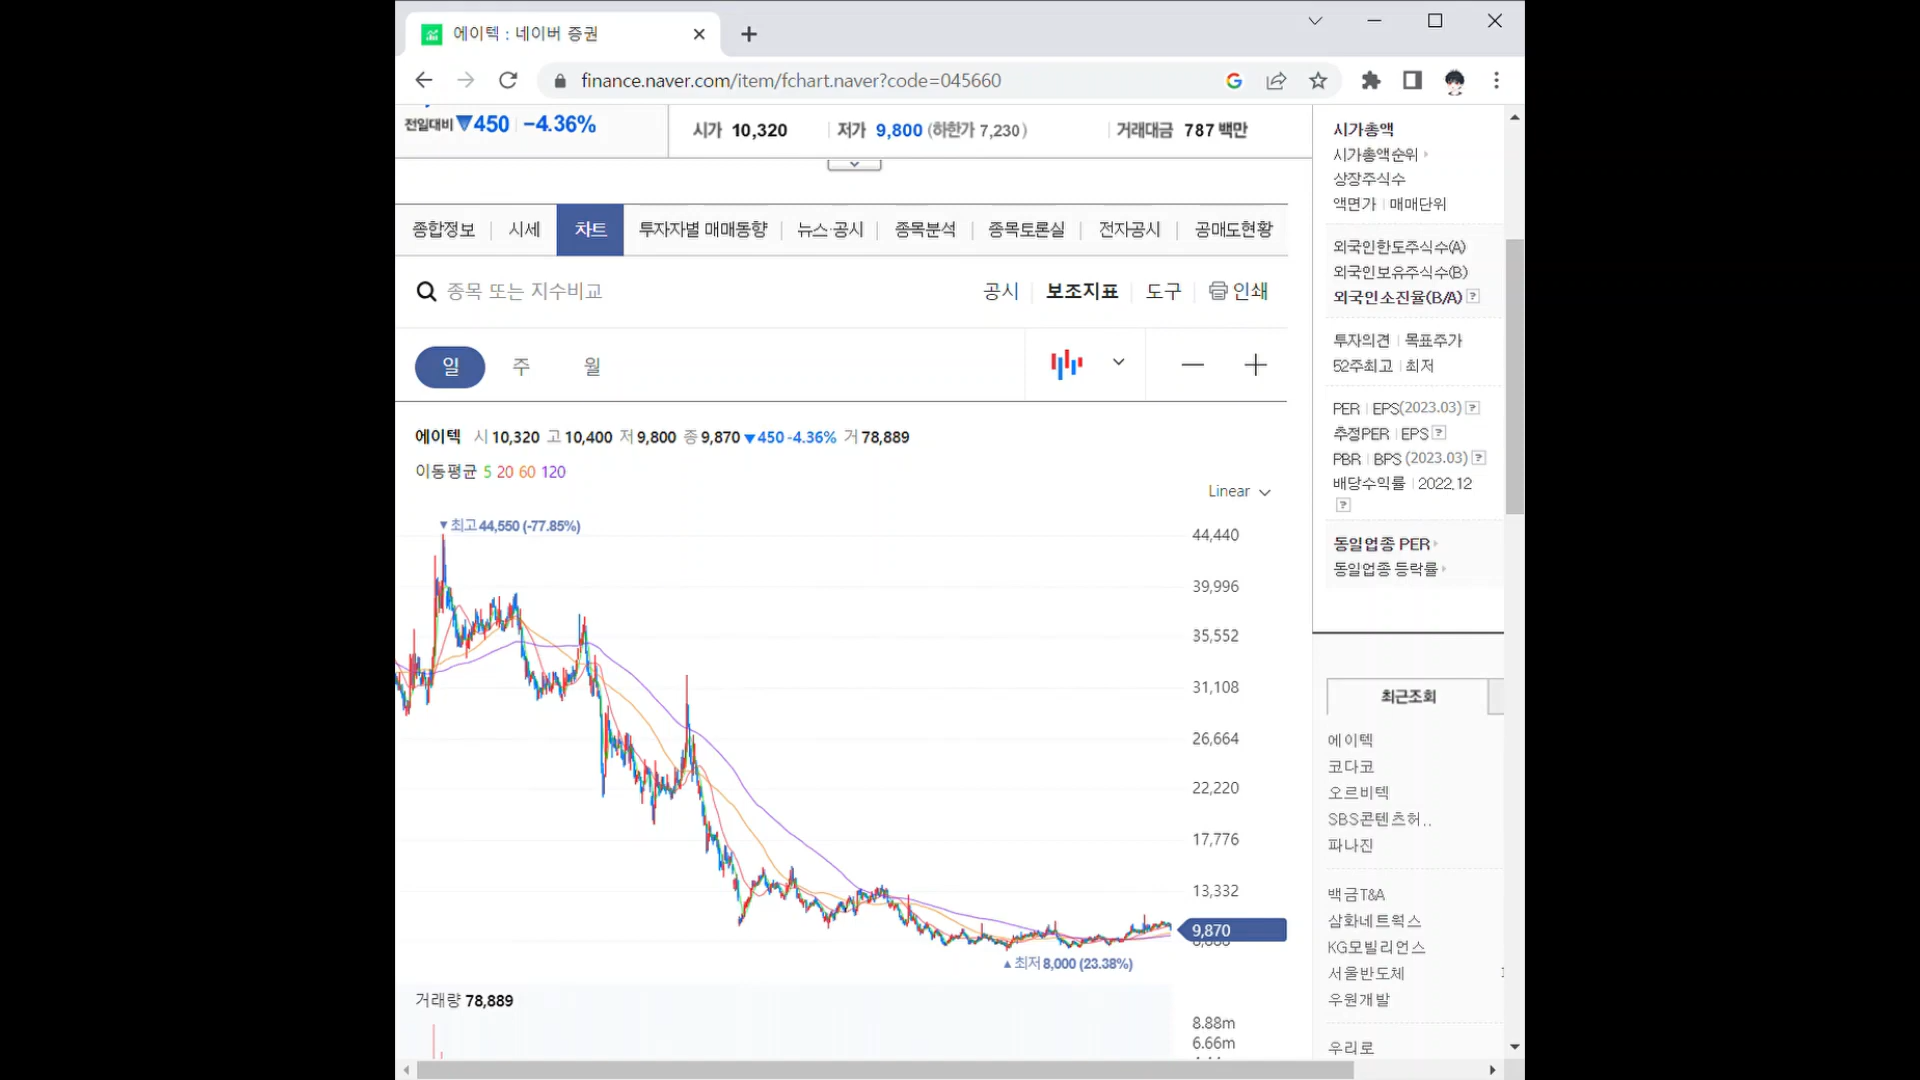 에이텍 : 네이버 증권
finance.naver.com/item/fchart.naver?code=045660
전일대비 ▼450 -4.36%
시가 10,320 저가 9,800 (하한가 7,230) 거래대금 787 백만
종합정보 시세 차트 투자자별 매매동향 뉴스·공시 종목분석 종목토론실 전자공시 공매도현황
종목 또는 지수비교 공시 보조지표 도구 인쇄
일 주 월
에이텍 시 10,320 고 10,400 저 9,800 종 9,870 ▼450 -4.36% 거 78,889
이동평균 5 20 60 120
Linear
▼최고 44,550 (-77.85%)
44,440
39,996
35,552
31,108
26,664
22,220
17,776
13,332
9,870
▲최저 8,000 (23.38%)
거래량 78,889
8.88m
6.66m
시가총액
시가총액순위
상장주식수
액면가 | 매매단위
외국인한도주식수(A)
외국인보유주식수(B)
외국인소진율(B/A) ?
투자의견 | 목표주가
52주최고 | 최저
PER | EPS(2023.03) ?
추정PER | EPS ?
PBR | BPS (2023.03) ?
배당수익률 | 2022.12
?
동일업종 PER
동일업종 등락률
최근조회
에이텍
코다코
오르비텍
SBS콘텐츠허..
파나진
백금T&A
삼화네트웍스
KG모빌리언스
서울반도체
우원개발
우리로